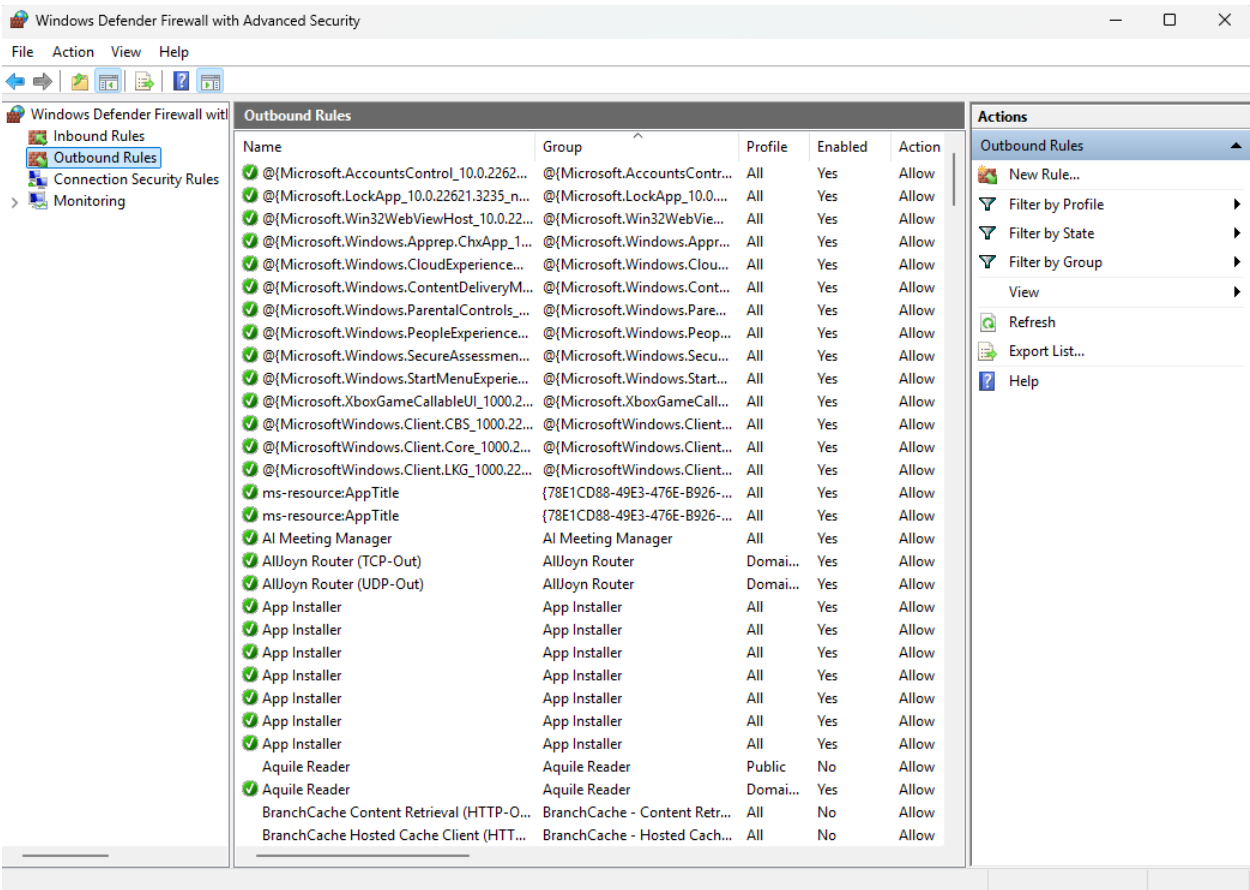 Windows Defender Firewall with Advanced Security
File Action View Help
Windows Defender Firewall witl
Inbound Rules
Outbound Rules
Connection Security Rules
Monitoring
Outbound Rules
Name Group Profile Enabled Action
@{Microsoft.AccountsControl_10.0.2262... @{Microsoft.AccountsContr... All Yes Allow
@{Microsoft.LockApp_10.0.22621.3235_n... @{Microsoft.LockApp_10.0.... All Yes Allow
@{Microsoft.Win32WebViewHost_10.0.22... @{Microsoft.Win32WebVie... All Yes Allow
@{Microsoft.Windows.Apprep.ChxApp_1... @{Microsoft.Windows.Appr... All Yes Allow
@{Microsoft.Windows.CloudExperience... @{Microsoft.Windows.Clou... All Yes Allow
@{Microsoft.Windows.ContentDeliveryM... @{Microsoft.Windows.Cont... All Yes Allow
@{Microsoft.Windows.ParentalControls_... @{Microsoft.Windows.Pare... All Yes Allow
@{Microsoft.Windows.PeopleExperience... @{Microsoft.Windows.Peop... All Yes Allow
@{Microsoft.Windows.SecureAssessmen... @{Microsoft.Windows.Secu... All Yes Allow
@{Microsoft.Windows.StartMenuExperie... @{Microsoft.Windows.Start... All Yes Allow
@{Microsoft.XboxGameCallableUI_1000.2... @{Microsoft.XboxGameCall... All Yes Allow
@{MicrosoftWindows.Client.CBS_1000.22... @{MicrosoftWindows.Client... All Yes Allow
@{MicrosoftWindows.Client.Core_1000.2... @{MicrosoftWindows.Client... All Yes Allow
@{MicrosoftWindows.Client.LKG_1000.22... @{MicrosoftWindows.Client... All Yes Allow
ms-resource:AppTitle {78E1CD88-49E3-476E-B926-... All Yes Allow
ms-resource:AppTitle {78E1CD88-49E3-476E-B926-... All Yes Allow
AI Meeting Manager AI Meeting Manager All Yes Allow
AllJoyn Router (TCP-Out) AllJoyn Router Domai... Yes Allow
AllJoyn Router (UDP-Out) AllJoyn Router Domai... Yes Allow
App Installer App Installer All Yes Allow
App Installer App Installer All Yes Allow
App Installer App Installer All Yes Allow
App Installer App Installer All Yes Allow
App Installer App Installer All Yes Allow
App Installer App Installer All Yes Allow
App Installer App Installer All Yes Allow
Aquile Reader Aquile Reader Public No Allow
Aquile Reader Aquile Reader Domai... Yes Allow
BranchCache Content Retrieval (HTTP-O... BranchCache - Content Retr... All No Allow
BranchCache Hosted Cache Client (HTT... BranchCache - Hosted Cach... All No Allow
Actions
Outbound Rules
New Rule...
Filter by Profile
Filter by State
Filter by Group
View
Refresh
Export List...
Help